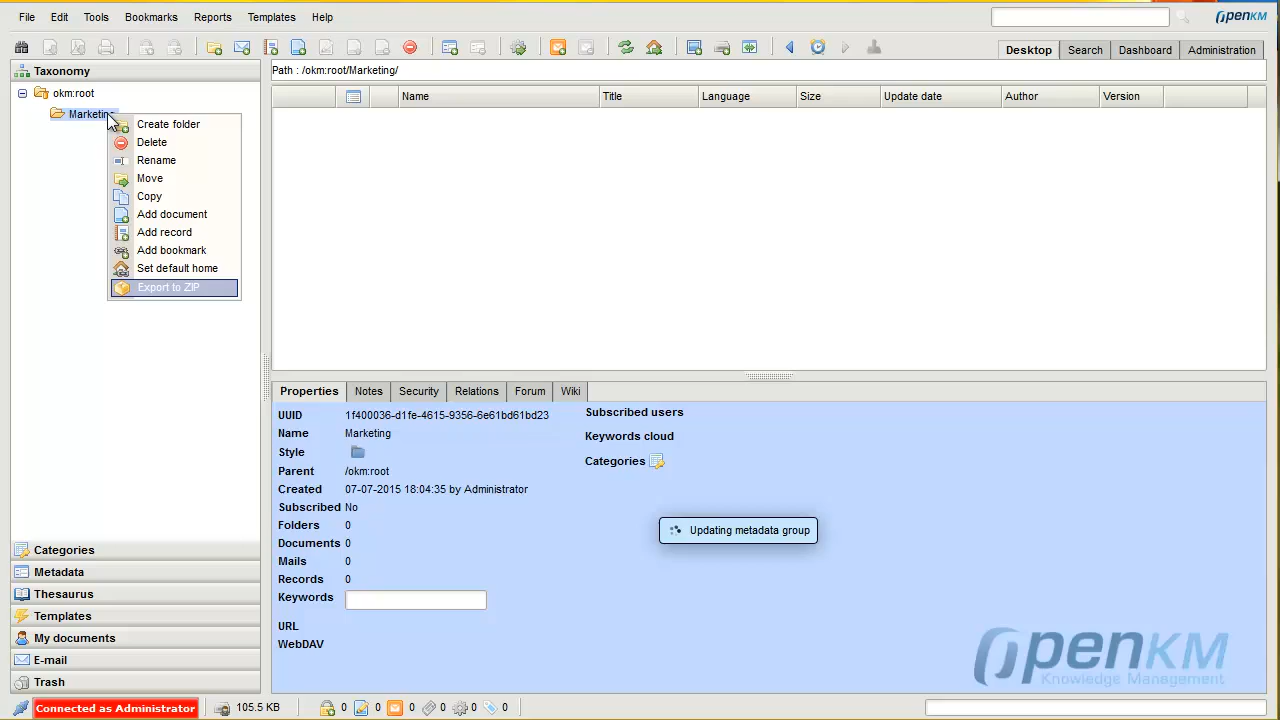 File Edit Tools Bookmarks Reports Templates Help
OpenKM
Desktop Search Dashboard Administration
Taxonomy
Path : /okm:root/Marketing/
okm:root
Name Title Language Size Update date Author Version
Marketing
Create folder
Delete
Rename
Move
Copy
Add document
Add record
Add bookmark
Set default home
Export to ZIP
Properties Notes Security Relations Forum Wiki
UUID 1f400036-d1fe-4615-9356-6e61bd61bd23
Name Marketing
Style
Parent /okm:root
Created 07-07-2015 18:04:35 by Administrator
Subscribed No
Folders 0
Documents 0
Mails 0
Records 0
Keywords
URL
WebDAV
Subscribed users
Keywords cloud
Categories
Updating metadata group
OpenKM
Knowledge Management
Categories
Metadata
Thesaurus
Templates
My documents
E-mail
Trash
Connected as Administrator 105.5 KB 0 0 0 0 0 0